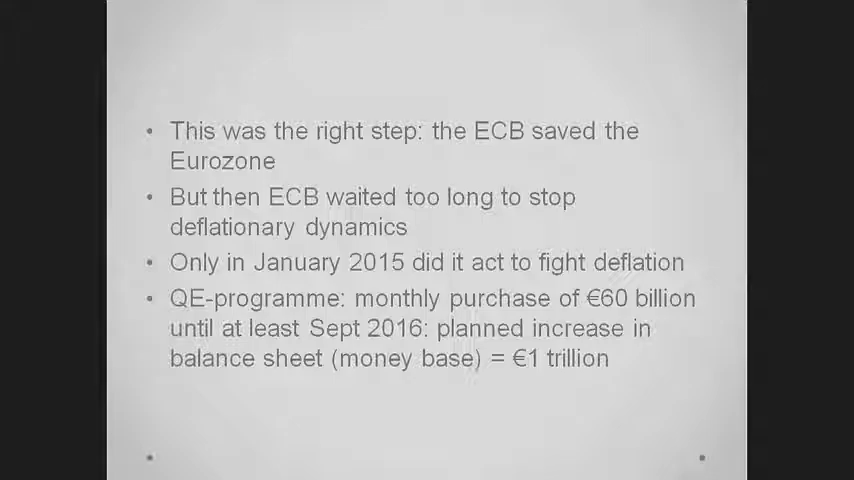 • This was the right step: the ECB saved the
Eurozone
• But then ECB waited too long to stop
deflationary dynamics
• Only in January 2015 did it act to fight deflation
• QE-programme: monthly purchase of €60 billion
until at least Sept 2016: planned increase in
balance sheet (money base) = €1 trillion